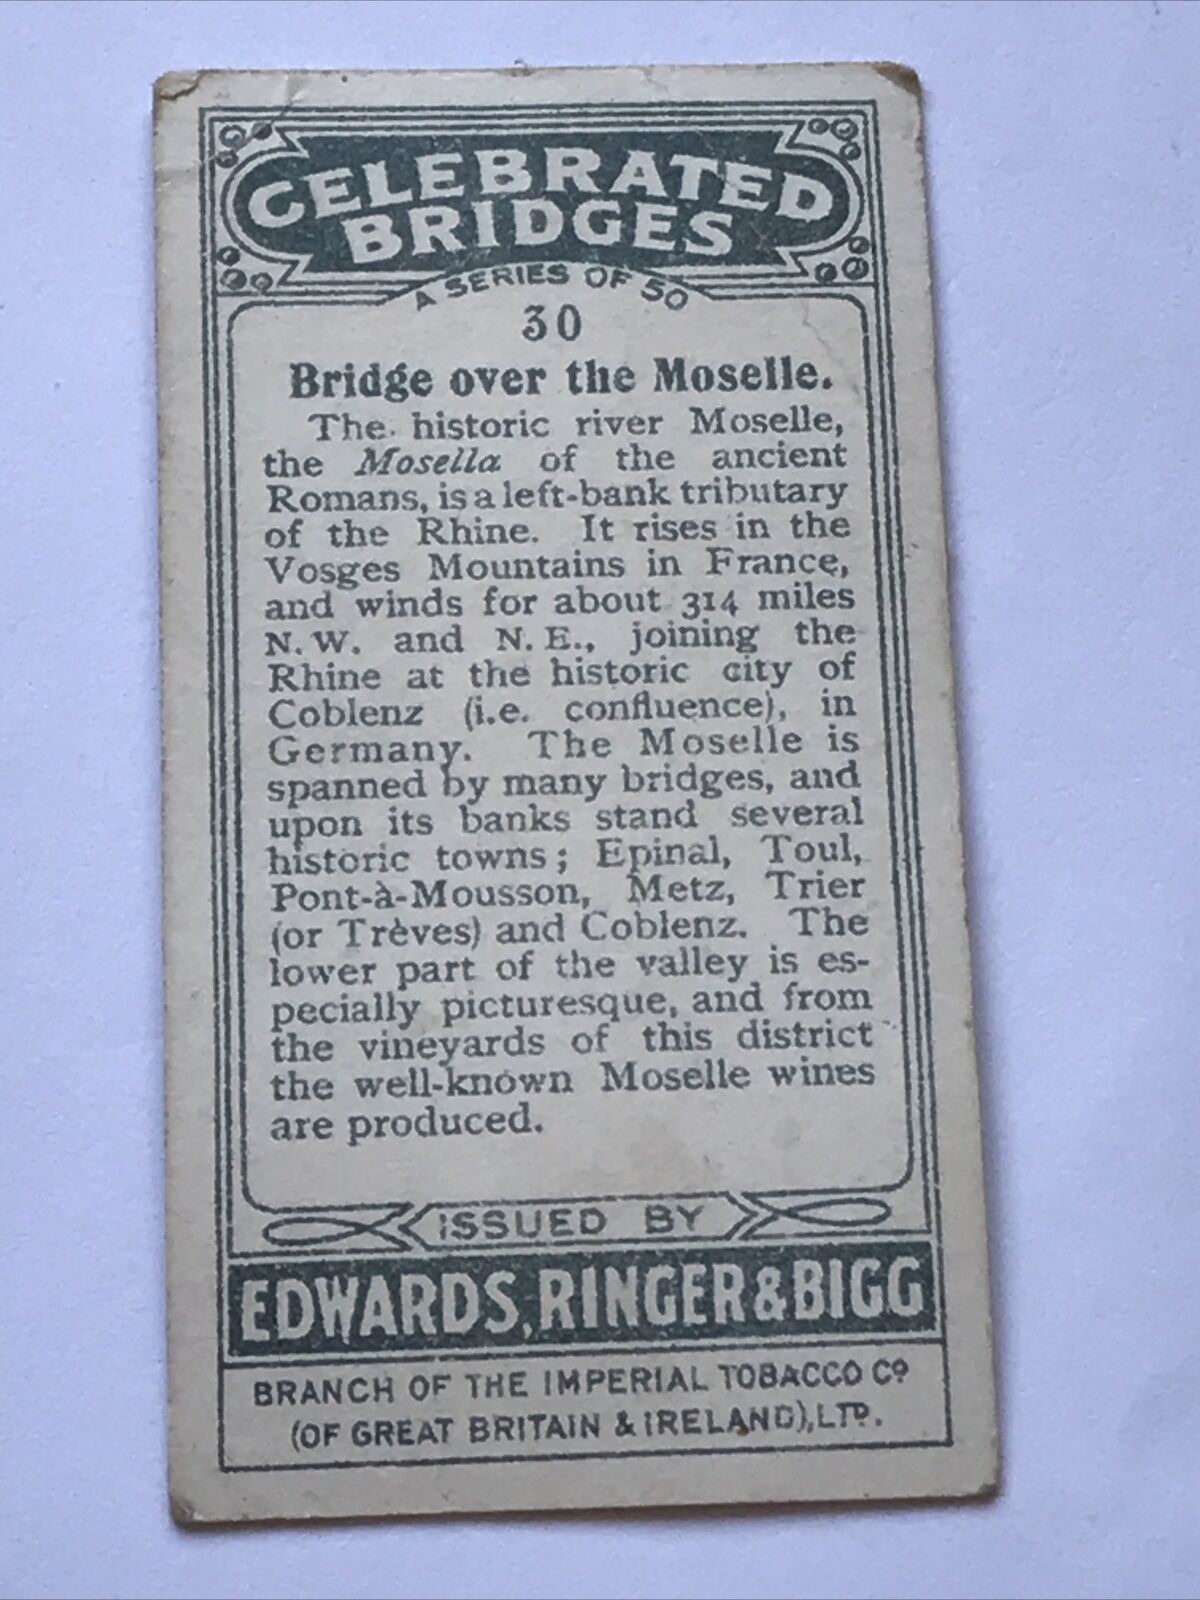 CELEBRATED
BRIDGES
A SERIES OF 50
30
Bridge over the Moselle.
The historic river Moselle,
the Mosella of the ancient
Romans, is a left-bank tributary
of the Rhine. It rises in the
Vosges Mountains in France,
and winds for about 314 miles
N.W. and N.E., joining the
Rhine at the historic city of
Coblenz (i.e. confluence), in
Germany. The Moselle is
spanned by many bridges, and
upon its banks stand several
historic towns; Epinal, Toul,
Pont-à-Mousson, Metz, Trier
(or Trèves) and Coblenz. The
lower part of the valley is es-
pecially picturesque, and from
the vineyards of this district
the well-known Moselle wines
are produced.
ISSUED BY
EDWARDS, RINGER & BIGG
BRANCH OF THE IMPERIAL TOBACCO CO
(OF GREAT BRITAIN & IRELAND), LTD.